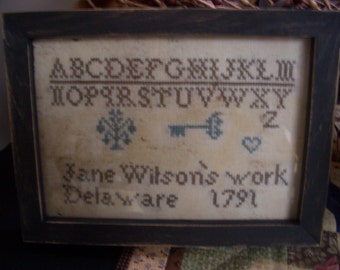 ABCDEFGHIJKLM
NOPQRSTUVWXY
Z
Jane Wilson's work
Delaware 1791